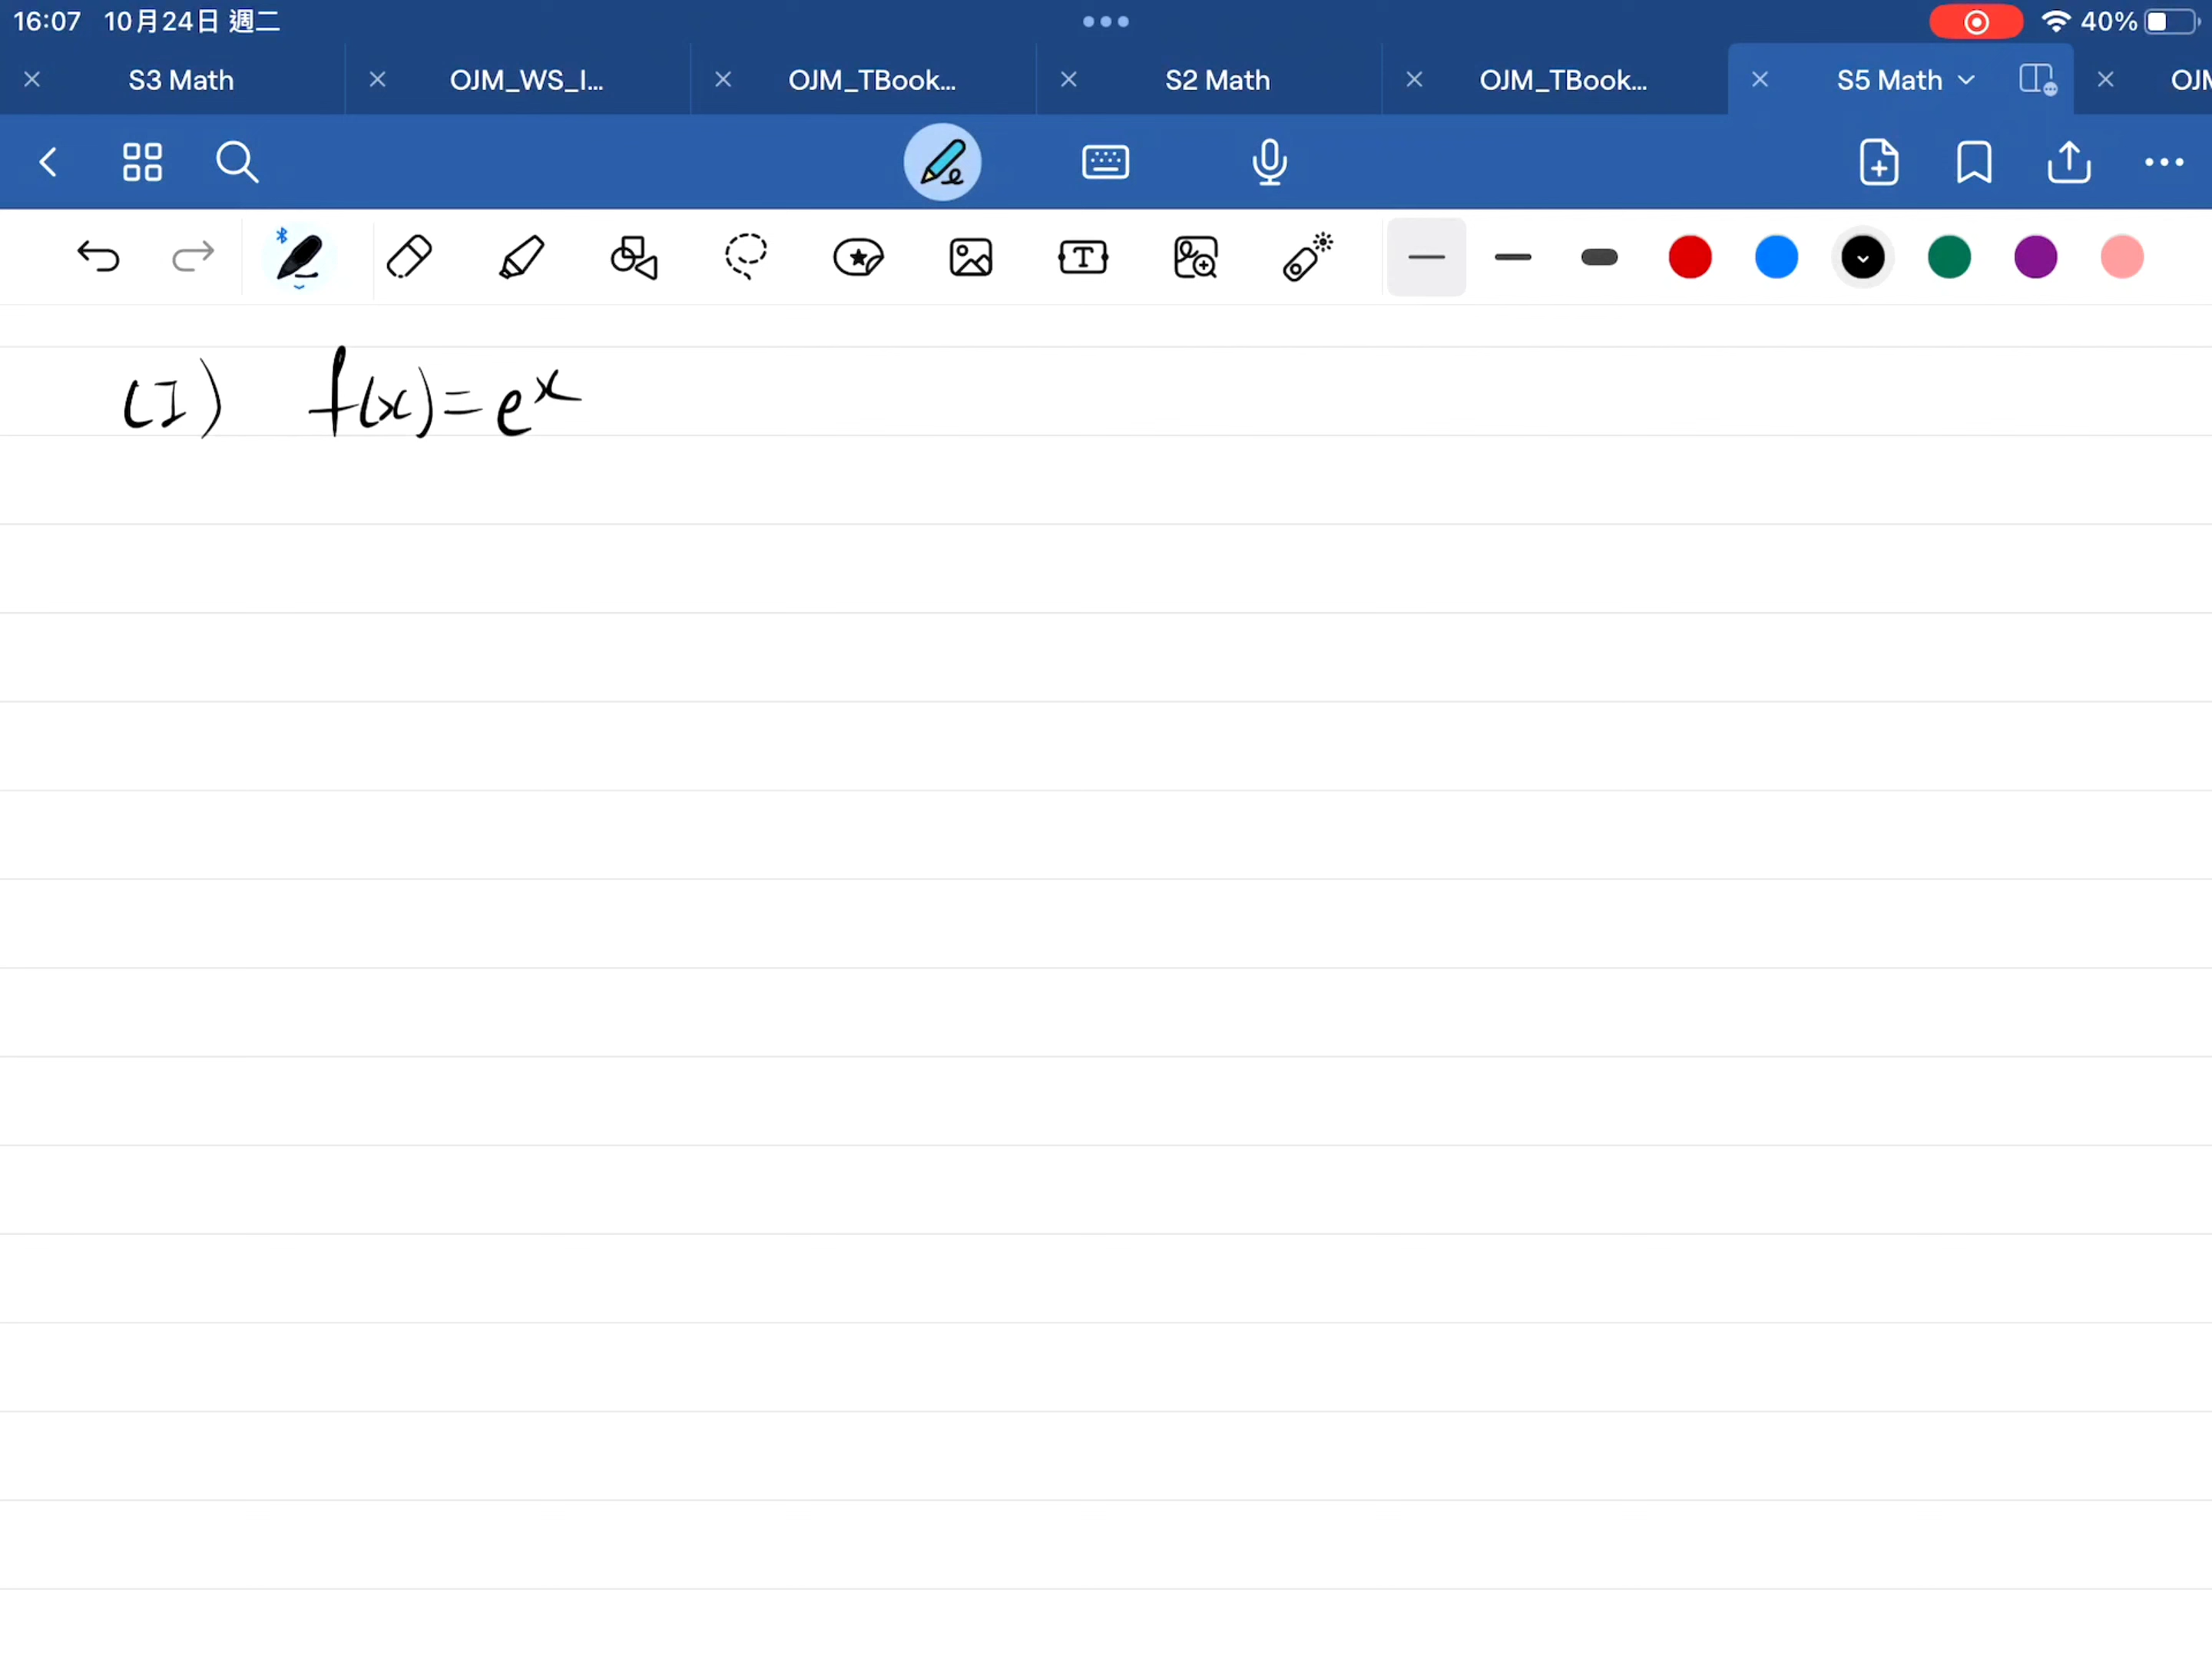 16:07 10月24日 週二 40%
S3 Math OJM_WS_I... OJM_TBook... S2 Math OJM_TBook... S5 Math OJM
(I) f(x)=e^x